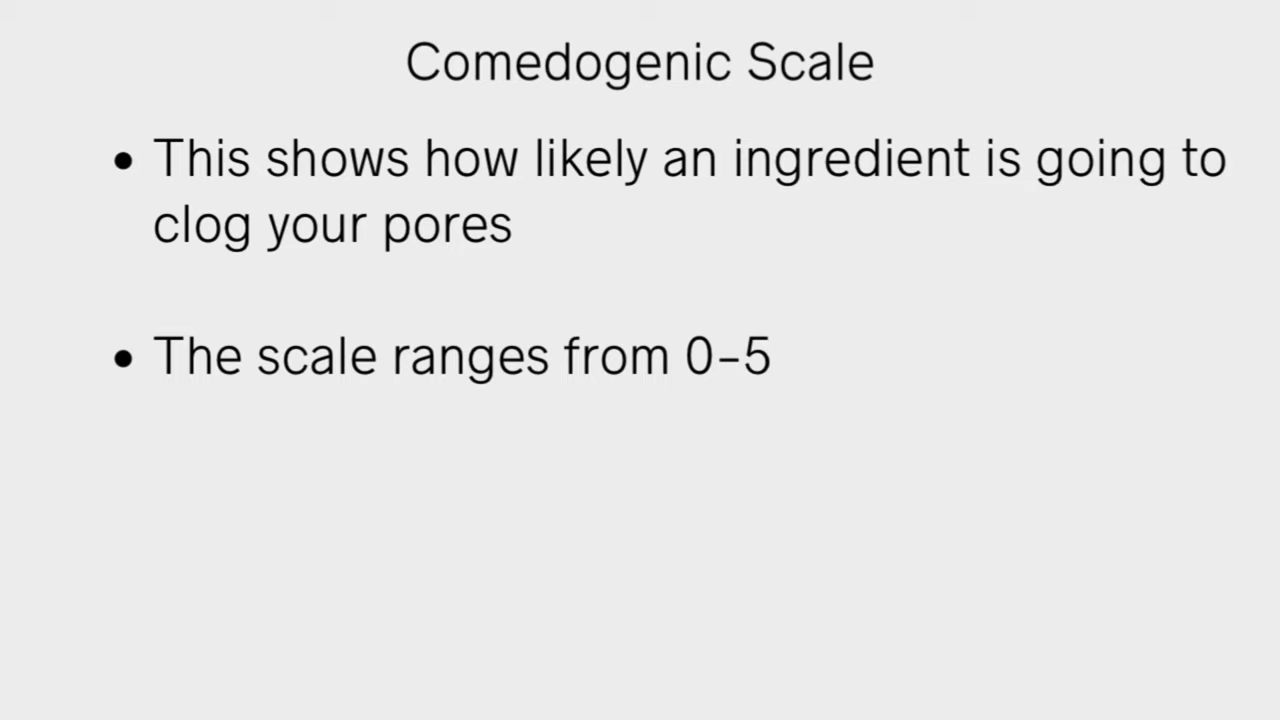 Comedogenic Scale
• This shows how likely an ingredient is going to
clog your pores
• The scale ranges from 0–5